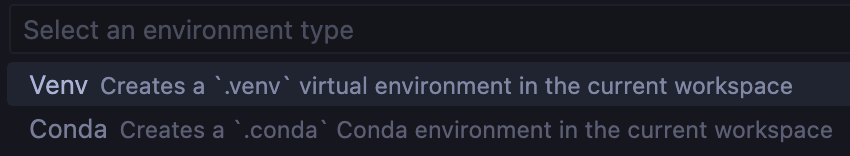 Select an environment type
Venv Creates a `.venv` virtual environment in the current workspace
Conda Creates a `.conda` Conda environment in the current workspace